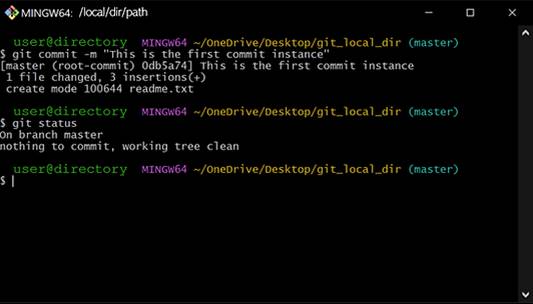 MINGW64: /local/dir/path
user@directory MINGW64 ~/OneDrive/Desktop/git_local_dir (master)
$ git commit -m "This is the first commit instance"
[master (root-commit) 0db5a74] This is the first commit instance
 1 file changed, 3 insertions(+)
 create mode 100644 readme.txt
user@directory MINGW64 ~/OneDrive/Desktop/git_local_dir (master)
$ git status
On branch master
nothing to commit, working tree clean
user@directory MINGW64 ~/OneDrive/Desktop/git_local_dir (master)
$